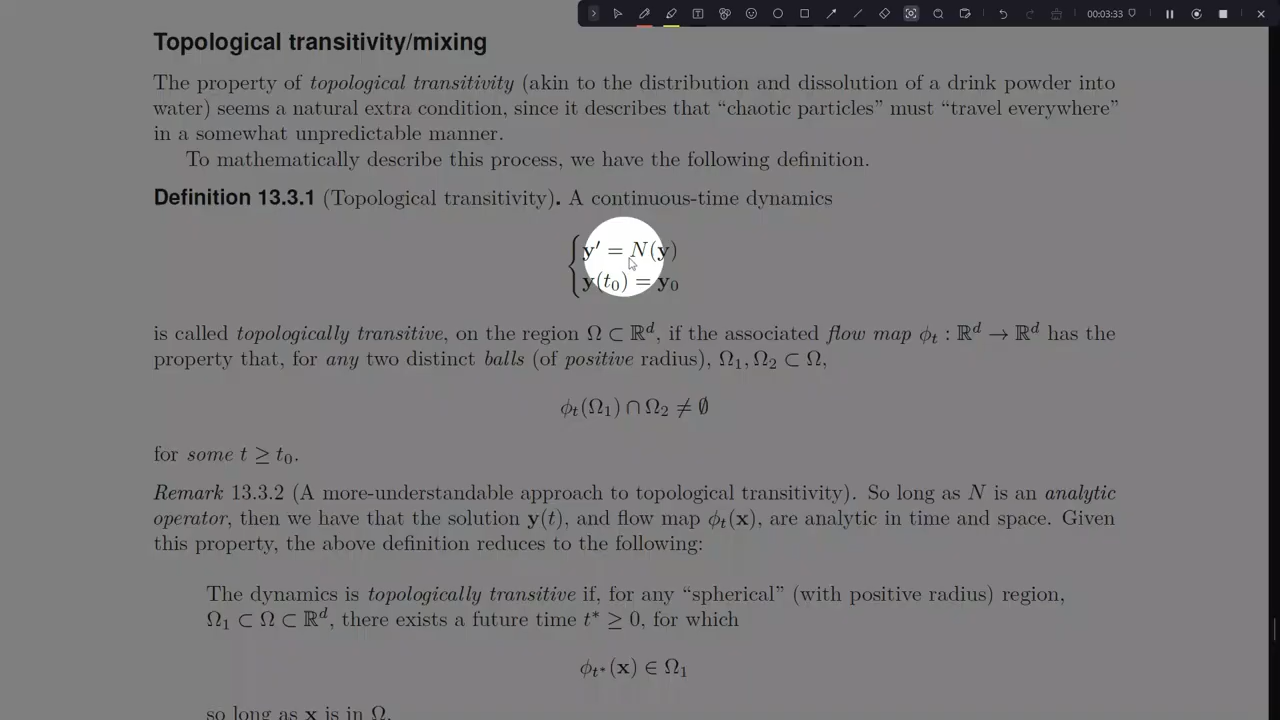 00:03:33
Topological transitivity/mixing
The property of topological transitivity (akin to the distribution and dissolution of a drink powder into
water) seems a natural extra condition, since it describes that “chaotic particles” must “travel everywhere”
in a somewhat unpredictable manner.
To mathematically describe this process, we have the following definition.
Definition 13.3.1 (Topological transitivity). A continuous-time dynamics
y′ = N(y)
y(t₀) = y₀
is called topologically transitive, on the region Ω ⊂ ℝᵈ, if the associated flow map ϕₜ : ℝᵈ → ℝᵈ has the
property that, for any two distinct balls (of positive radius), Ω₁, Ω₂ ⊂ Ω,
ϕₜ(Ω₁) ∩ Ω₂ ≠ ∅
for some t ≥ t₀.
Remark 13.3.2 (A more-understandable approach to topological transitivity). So long as N is an analytic
operator, then we have that the solution y(t), and flow map ϕₜ(x), are analytic in time and space. Given
this property, the above definition reduces to the following:
The dynamics is topologically transitive if, for any “spherical” (with positive radius) region,
Ω₁ ⊂ Ω ⊂ ℝᵈ, there exists a future time t* ≥ 0, for which
ϕₜ*(x) ∈ Ω₁
so long as x is in Ω.